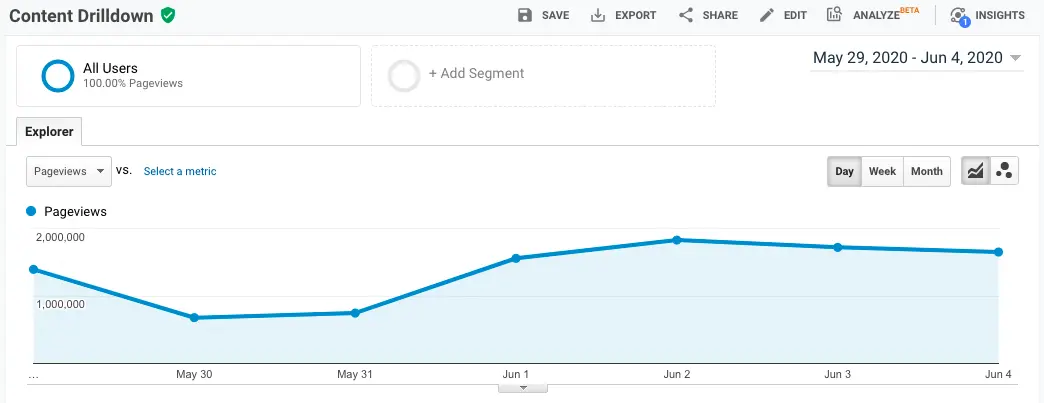 Content Drilldown
SAVE EXPORT SHARE EDIT ANALYZE BETA INSIGHTS
1
All Users
100.00% Pageviews
+ Add Segment
May 29, 2020 - Jun 4, 2020
Explorer
Pageviews vs. Select a metric
Day Week Month
Pageviews
2,000,000
1,000,000
... May 30 May 31 Jun 1 Jun 2 Jun 3 Jun 4